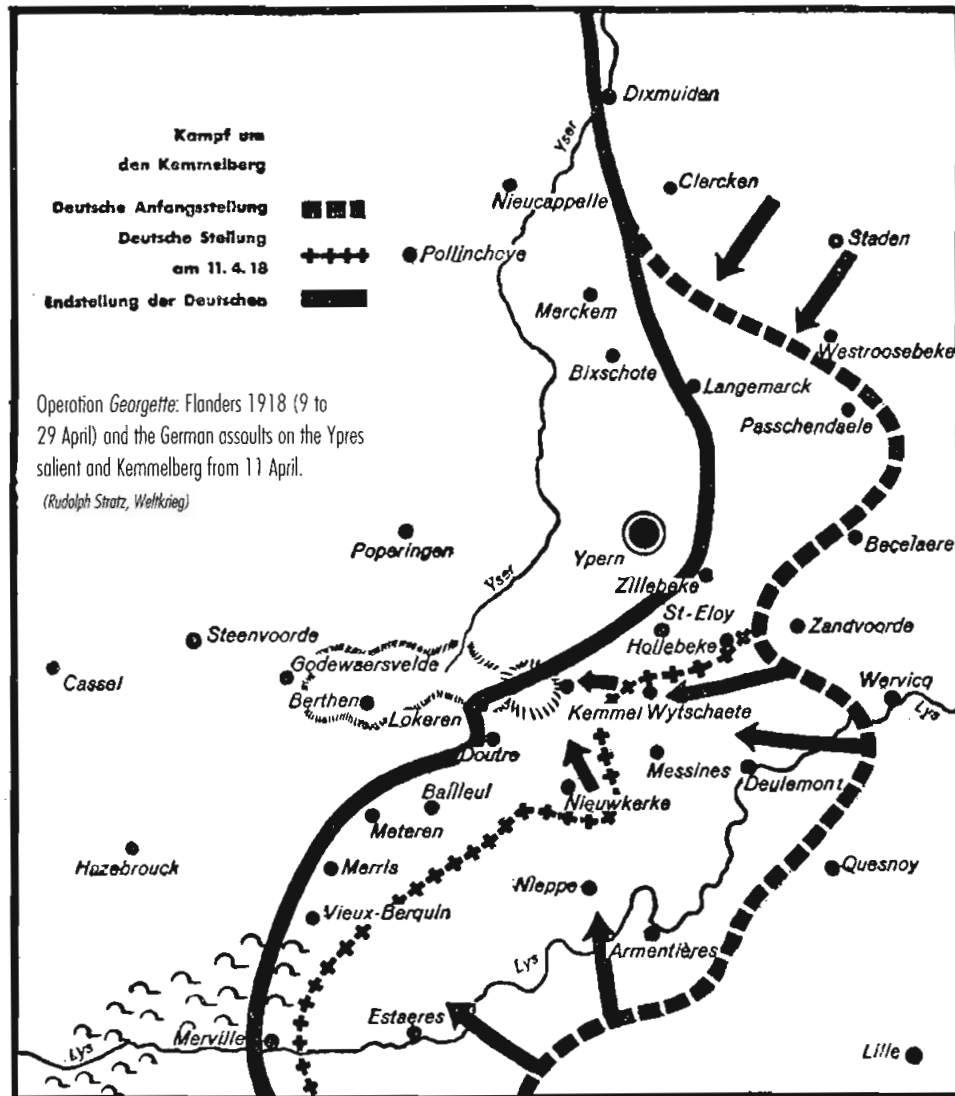 Dixmuiden
Kampf um
den Kemmelberg
Yser
Clercken
Nieucappelle
Deutsche Anfangsstellung
Deutsche Stellung
am 11. 4. 18
Staden
Pollinchoye
Endstellung der Deutschen
Merckem
Westroosebeke
Bixschote
Langemarck
Operation Georgette: Flanders 1918 (9 to
29 April) and the German assaults on the Ypres
salient and Kemmelberg from 11 April.
(Rudolph Stratz, Weltkrieg)
Passchendaele
Poperingen
Ypern
Becelaere
Yser
Zillebeke
St-Eloy
Steenvoorde
Hollebeke
Zandvoorde
Godewaersvelde
Cassel
Berthen
Wervicq
Lokeren
Kemmel
Wytschaete
Lys
Doutre
Messines
Deulemont
Bailleul
Nieuwkerke
Meteren
Hazebrouck
Merris
Quesnoy
Nieppe
Vieux-Berquin
Armentières
Lys
Estaeres
Merville
Lys
Lille